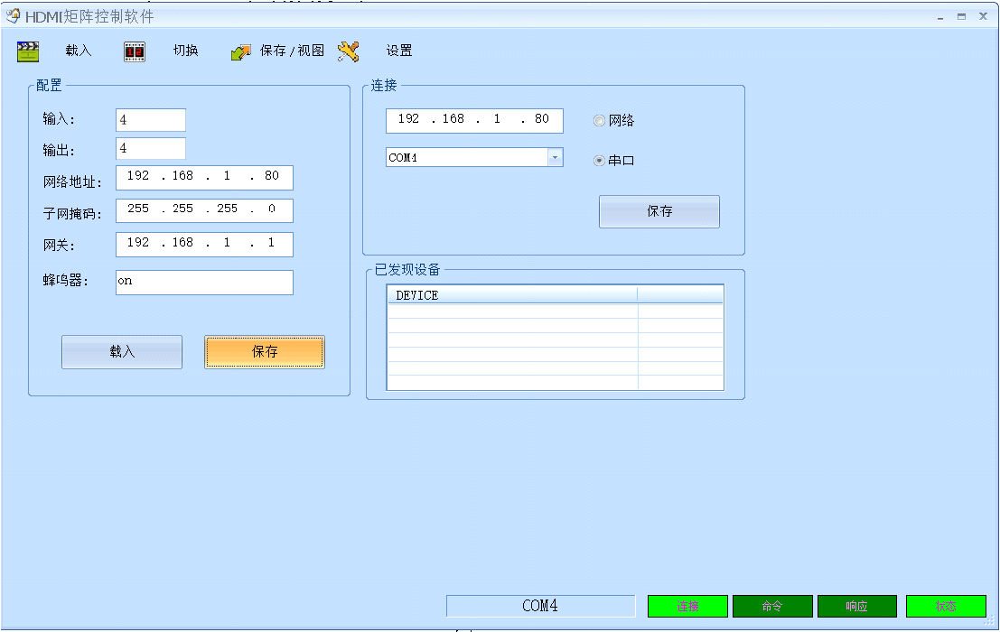 HDMI矩阵控制软件
载入 切换 保存/视图 设置
配置
输入: 4
输出: 4
网络地址: 192 . 168 . 1 . 80
子网掩码: 255 . 255 . 255 . 0
网关: 192 . 168 . 1 . 1
蜂鸣器: on
载入 保存
连接
192 . 168 . 1 . 80 网络
COM4 串口
保存
已发现设备
DEVICE
COM4 连接 命令 响应 状态